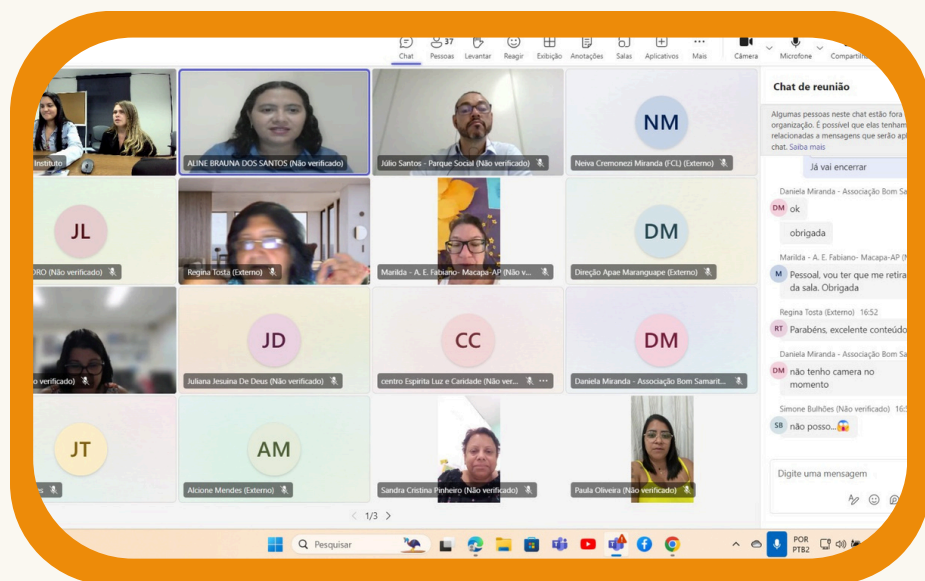 37
Chat Pessoas Levantar Reagir Exibição Anotações Salas Aplicativos Mais Câmera Microfone Compartilh
Chat de reunião
Algumas pessoas neste chat estão fora
organização. É possível que elas tenham
relacionadas a mensagens que serão apl
chat. Saiba mais
Já vai encerrar
Daniela Miranda - Associação Bom Sa
DM ok
obrigada
Marilda - A. E. Fabiano- Macapa-AP (N
M Pessoal, vou ter que me retira
da sala. Obrigada
Regina Tosta (Externo) 16:52
RT Parabéns, excelente conteúdo
Daniela Miranda - Associação Bom Sa
DM não tenho camera no
momento
Simone Bulhões (Não verificado) 16:5
SB não posso...😱
Digite uma mensagem
Instituto
ALINE BRAUNA DOS SANTOS (Não verificado)
Júlio Santos - Parque Social (Não verificado)
NM
Neiva Cremonezi Miranda (FCL) (Externo)
JL
DRO (Não verificado)
Regina Tosta (Externo)
Marilda - A. E. Fabiano- Macapa-AP (Não v...
DM
Direção Apae Maranguape (Externo)
o verificado)
JD
Juliana Jesuina De Deus (Não verificado)
CC
centro Espirita Luz e Caridade (Não ver... ...
DM
Daniela Miranda - Associação Bom Samarit...
JT
AM
Alcione Mendes (Externo)
Sandra Cristina Pinheiro (Não verificado)
Paula Oliveira (Não verificado)
< 1/3 >
Pesquisar
POR
PTB2